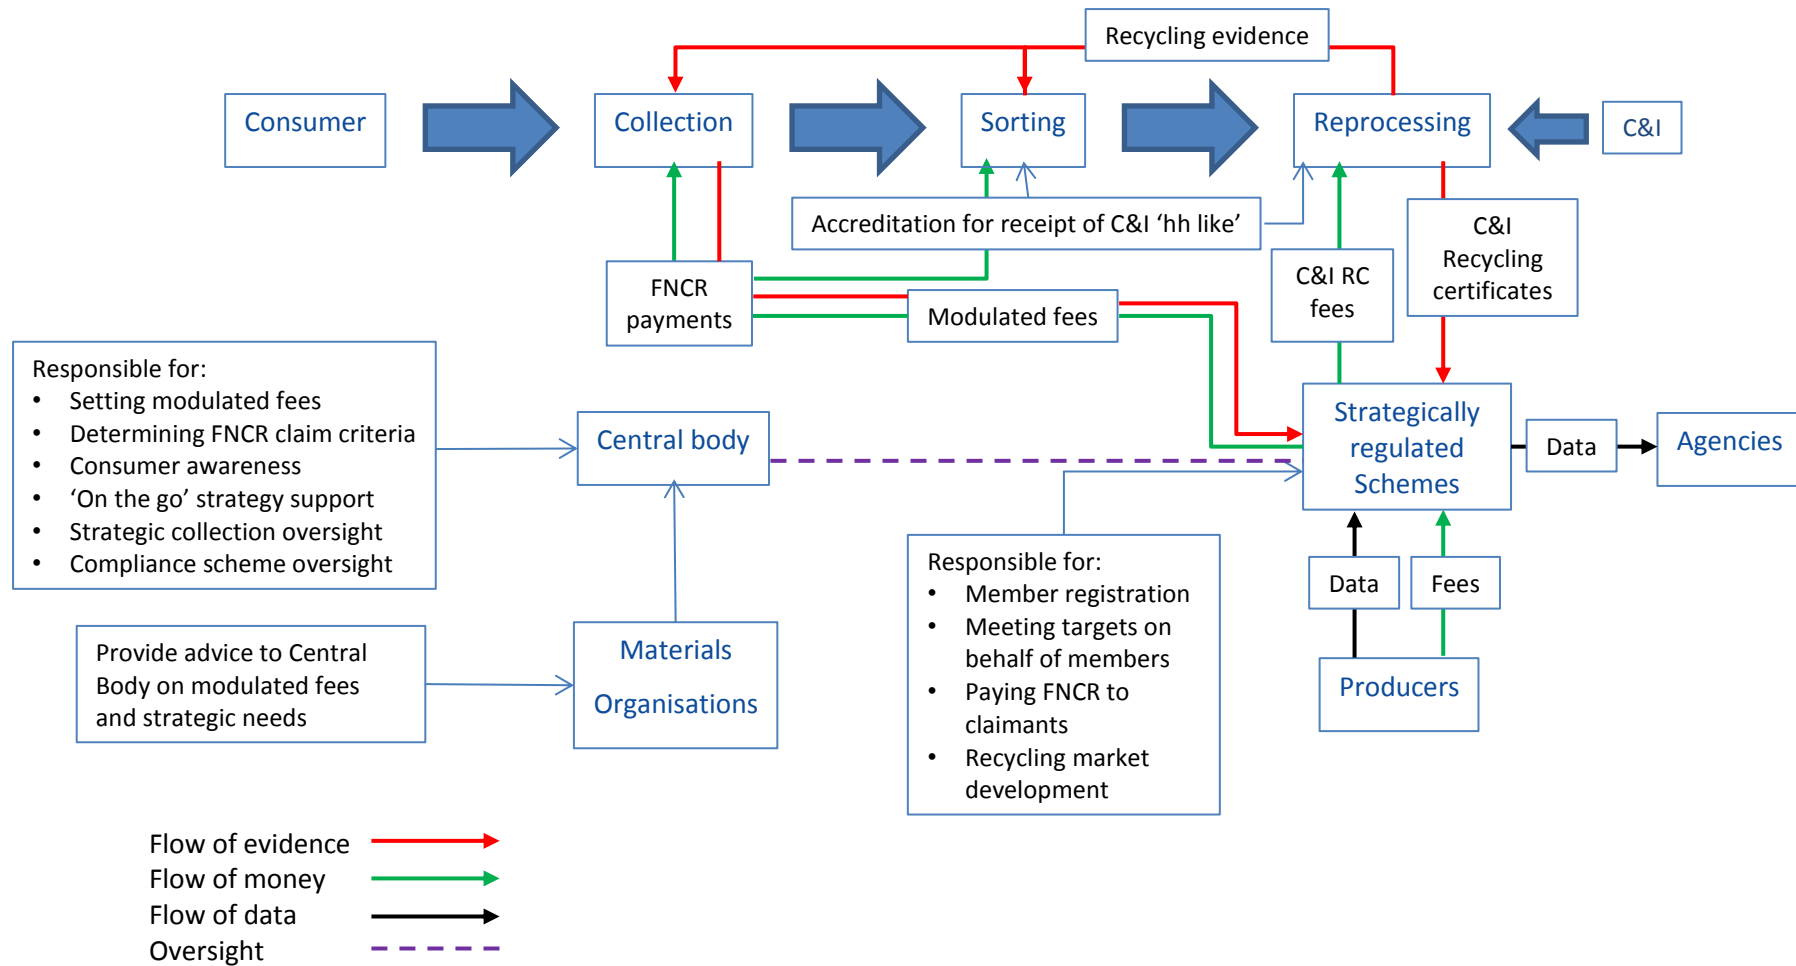 Recycling evidence
Consumer
Collection
Sorting
Reprocessing
C&I
Accreditation for receipt of C&I ‘hh like’
C&I
Recycling
certificates
FNCR
payments
Modulated fees
C&I RC
fees
Responsible for:
• Setting modulated fees
• Determining FNCR claim criteria
• Consumer awareness
• ‘On the go’ strategy support
• Strategic collection oversight
• Compliance scheme oversight
Central body
Strategically
regulated
Schemes
Data
Agencies
Responsible for:
• Member registration
• Meeting targets on
behalf of members
• Paying FNCR to
claimants
• Recycling market
development
Data
Fees
Producers
Provide advice to Central
Body on modulated fees
and strategic needs
Materials
Organisations
Flow of evidence
Flow of money
Flow of data
Oversight